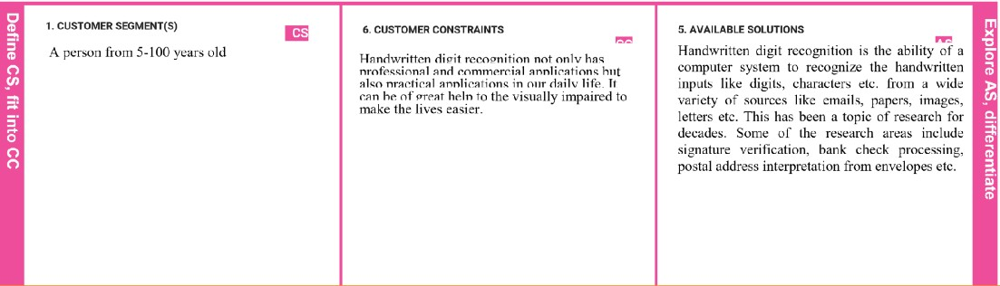 Define CS, fit into CC
1. CUSTOMER SEGMENT(S)
CS
A person from 5-100 years old
6. CUSTOMER CONSTRAINTS
CC
Handwritten digit recognition not only has
professional and commercial applications but
also practical applications in our daily life. It
can be of great help to the visually impaired to
make the lives easier.
5. AVAILABLE SOLUTIONS
AS
Handwritten digit recognition is the ability of a
computer system to recognize the handwritten
inputs like digits, characters etc. from a wide
variety of sources like emails, papers, images,
letters etc. This has been a topic of research for
decades. Some of the research areas include
signature verification, bank check processing,
postal address interpretation from envelopes etc.
Explore AS, differentiate